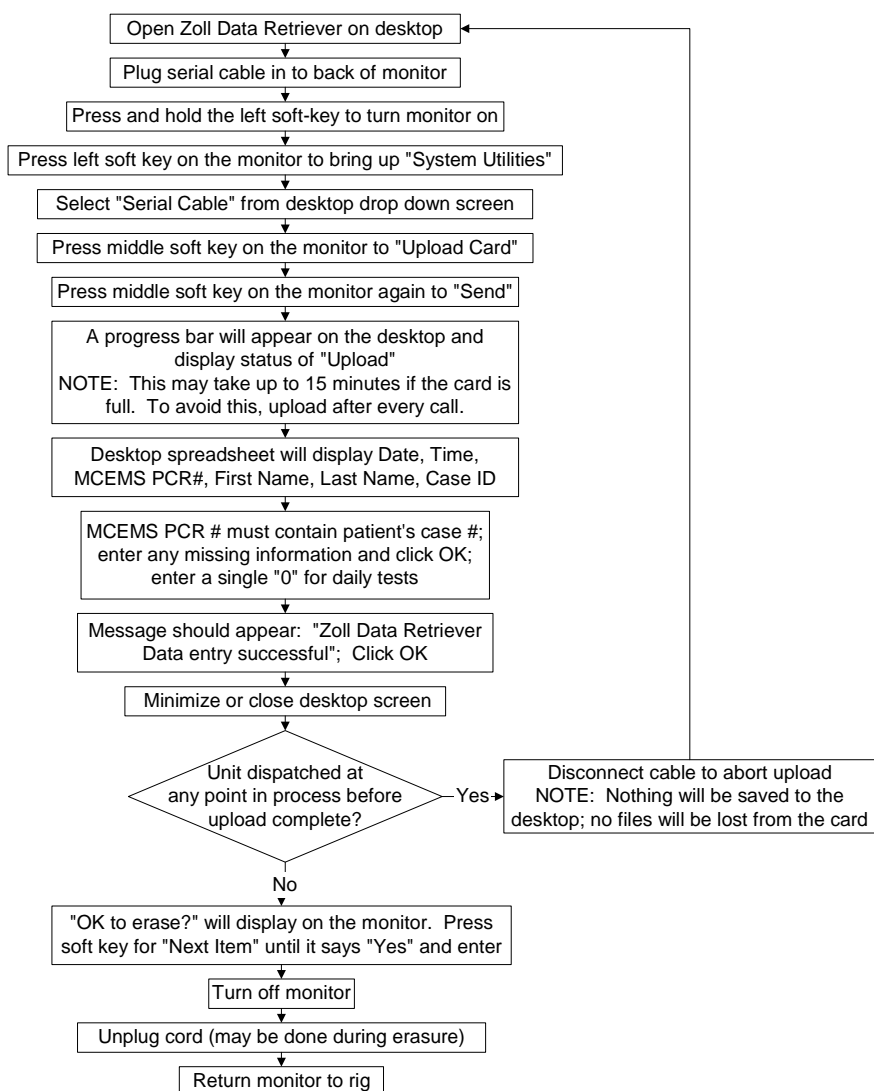 Open Zoll Data Retriever on desktop
Plug serial cable in to back of monitor
Press and hold the left soft-key to turn monitor on
Press left soft key on the monitor to bring up "System Utilities"
Select "Serial Cable" from desktop drop down screen
Press middle soft key on the monitor to "Upload Card"
Press middle soft key on the monitor again to "Send"
A progress bar will appear on the desktop and
display status of "Upload"
NOTE:  This may take up to 15 minutes if the card is
full.  To avoid this, upload after every call.
Desktop spreadsheet will display Date, Time,
MCEMS PCR#, First Name, Last Name, Case ID
MCEMS PCR # must contain patient's case #;
enter any missing information and click OK;
enter a single "0" for daily tests
Message should appear:  "Zoll Data Retriever
Data entry successful";  Click OK
Minimize or close desktop screen
Unit dispatched at
any point in process before
upload complete?
Yes
Disconnect cable to abort upload
NOTE:  Nothing will be saved to the
desktop; no files will be lost from the card
No
"OK to erase?" will display on the monitor.  Press
soft key for "Next Item" until it says "Yes" and enter
Turn off monitor
Unplug cord (may be done during erasure)
Return monitor to rig